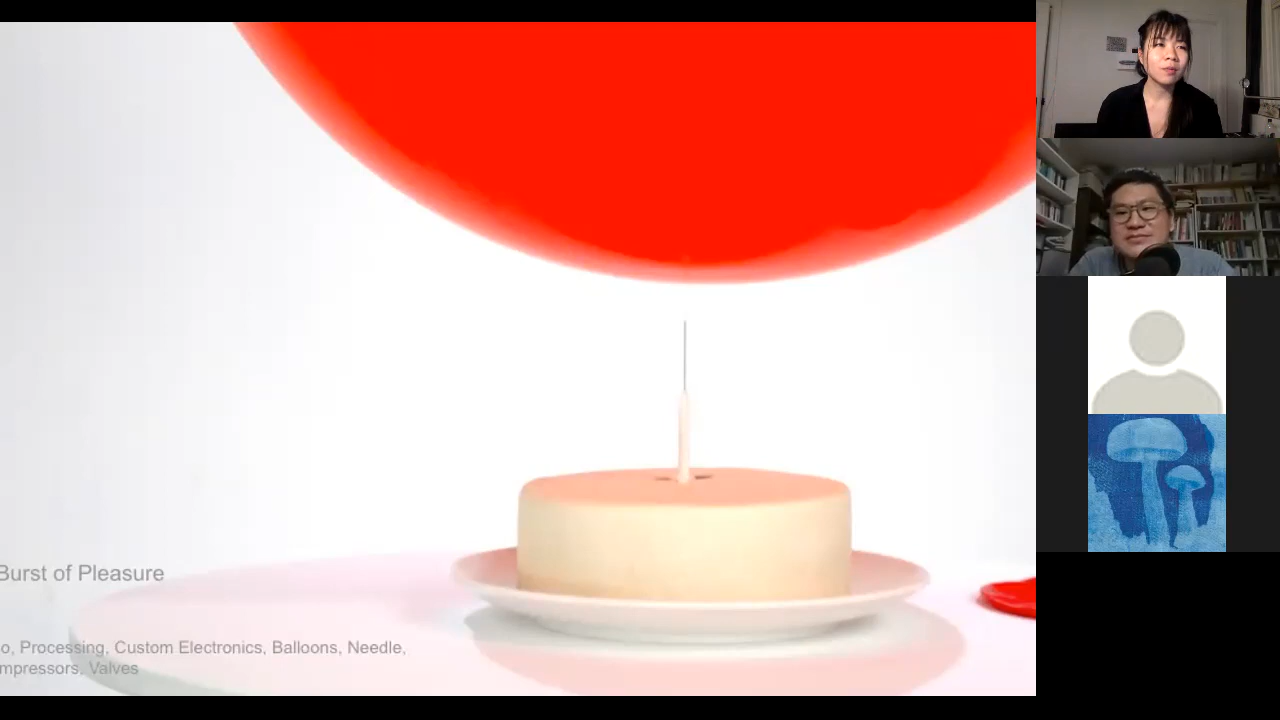 Burst of Pleasure
o, Processing, Custom Electronics, Balloons, Needle,
mpressors, Valves